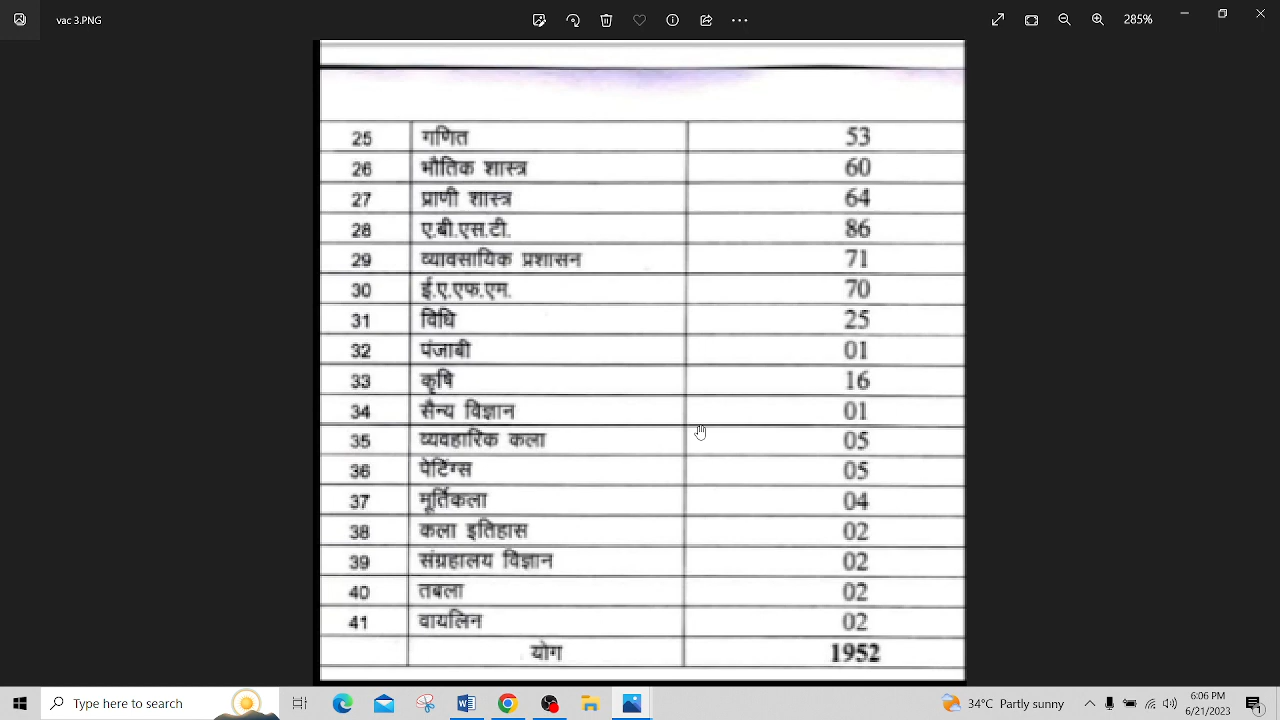 vac 3.PNG
285%
25 गणित 53
26 भौतिक शास्त्र 60
27 प्राणी शास्त्र 64
28 ए.बी.एस.टी. 86
29 व्यावसायिक प्रशासन 71
30 ई.ए.एफ.एम. 70
31 विधि 25
32 पंजाबी 01
33 कृषि 16
34 सैन्य विज्ञान 01
35 व्यवहारिक कला 05
36 पेटिंग्स 05
37 मूर्तिकला 04
38 कला इतिहास 02
39 संग्रहालय विज्ञान 02
40 तबला 02
41 वायलिन 02
योग 1952
Type here to search
34°C Partly sunny
6:06 PM
6/21/2023